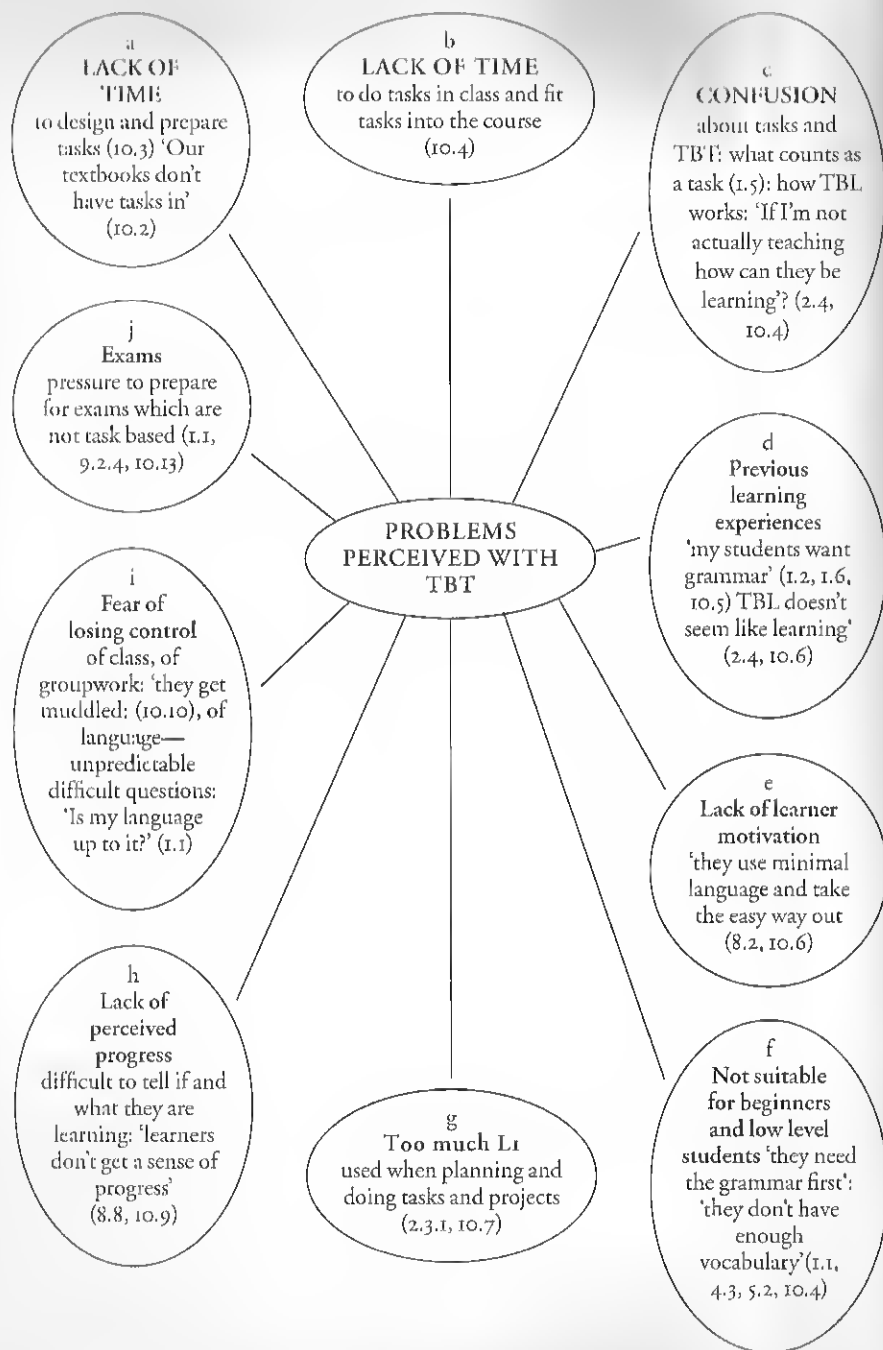 a
LACK OF
TIME
to design and prepare
tasks (10.3) ‘Our
textbooks don't
have tasks in’
(10.2)
b
LACK OF TIME
to do tasks in class and fit
tasks into the course
(10.4)
c
CONFUSION
about tasks and
TBT: what counts as
a task (1.5): how TBL
works: ‘If I'm not
actually teaching
how can they be
learning’? (2.4,
10.4)
j
Exams
pressure to prepare
for exams which are
not task based (1.1,
9.2.4, 10.13)
d
Previous
learning
experiences
‘my students want
grammar’ (1.2, 1.6,
10.5) TBL doesn't
seem like learning’
(2.4, 10.6)
PROBLEMS
PERCEIVED WITH
TBT
i
Fear of
losing control
of class, of
groupwork: ‘they get
muddled: (10.10), of
language—
unpredictable
difficult questions:
‘Is my language
up to it?’ (1.1)
e
Lack of learner
motivation
‘they use minimal
language and take
the easy way out
(8.2, 10.6)
h
Lack of
perceived
progress
difficult to tell if and
what they are
learning: ‘learners
don't get a sense of
progress’
(8.8, 10.9)
g
Too much L1
used when planning and
doing tasks and projects
(2.3.1, 10.7)
f
Not suitable
for beginners
and low level
students ‘they need
the grammar first’:
‘they don't have
enough
vocabulary’(1.1,
4.3, 5.2, 10.4)